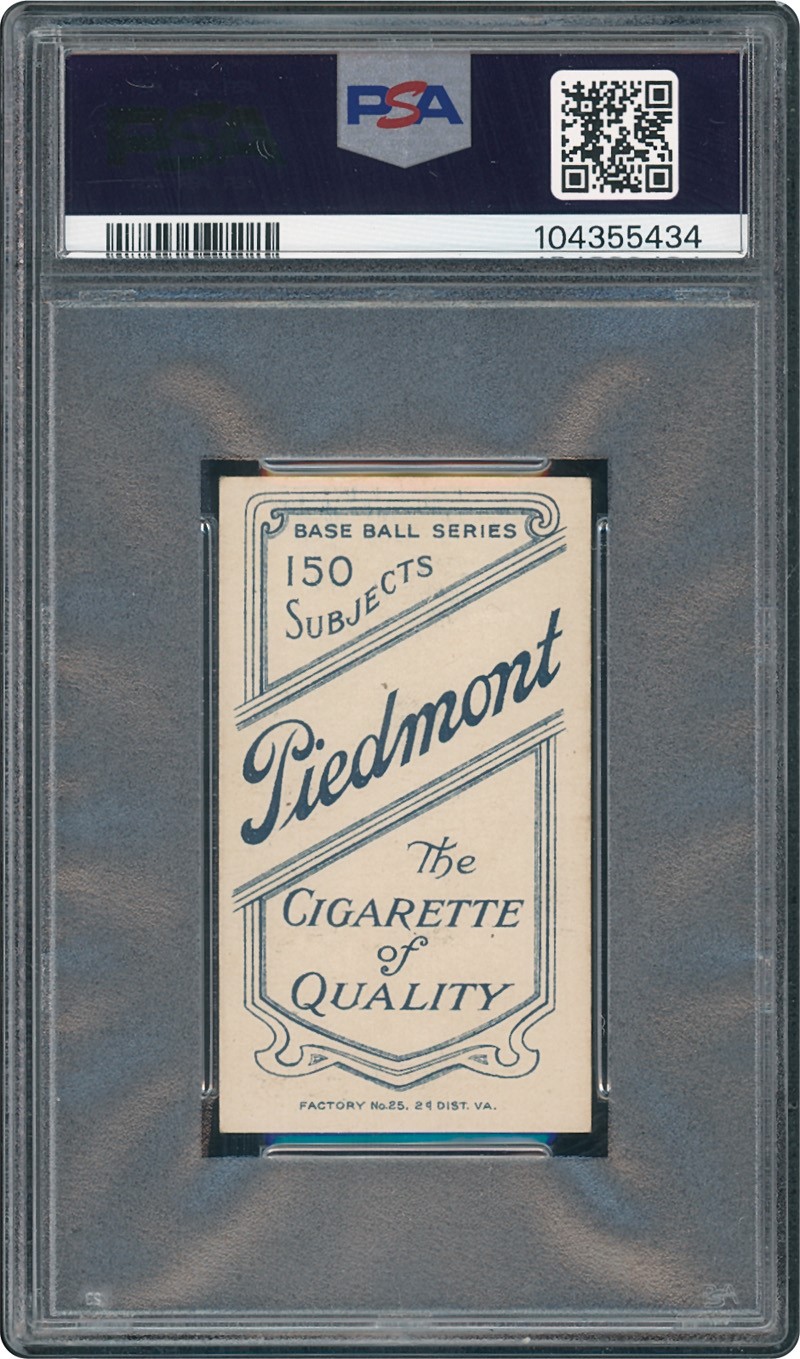 PSA
104355434
BASE BALL SERIES
150
SUBJECTS
Piedmont
The
CIGARETTE
of
QUALITY
FACTORY No.25, 2d DIST. VA.